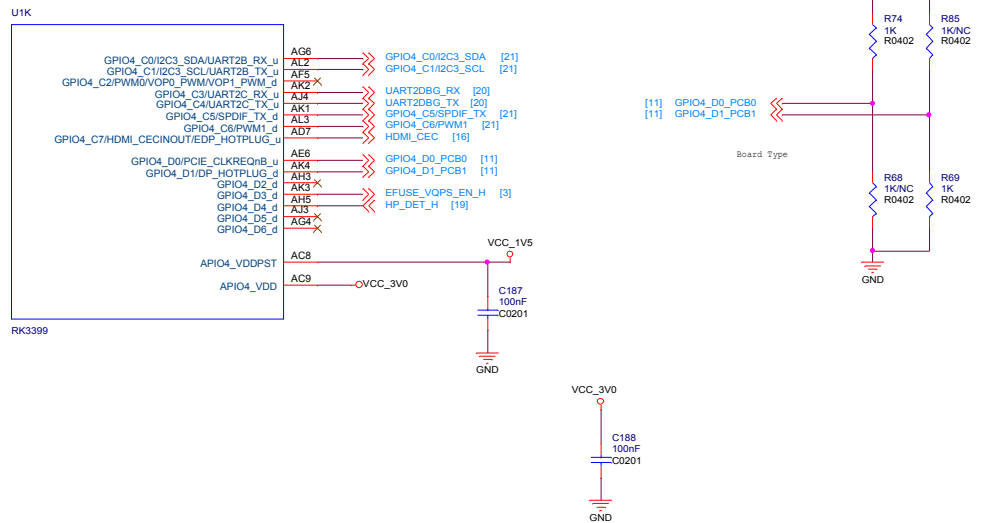 U1K
GPIO4_C0/I2C3_SDA/UART2B_RX_u AG6 GPIO4_C0/I2C3_SDA [21]
GPIO4_C1/I2C3_SCL/UART2B_TX_u AL2 GPIO4_C1/I2C3_SCL [21]
GPIO4_C2/PWM0/VOP0_PWM/VOP1_PWM_d AF5
GPIO4_C3/UART2C_RX_u AK2 UART2DBG_RX [20]
GPIO4_C4/UART2C_TX_u AJ4 UART2DBG_TX [20]
GPIO4_C5/SPDIF_TX_d AK1 GPIO4_C5/SPDIF_TX [21]
GPIO4_C6/PWM1_d AL3 GPIO4_C6/PWM1 [21]
GPIO4_C7/HDMI_CECINOUT/EDP_HOTPLUG_u AD7 HDMI_CEC [16]
GPIO4_D0/PCIE_CLKREQnB_u AE6 GPIO4_D0_PCB0 [11]
GPIO4_D1/DP_HOTPLUG_d AK4 GPIO4_D1_PCB1 [11]
GPIO4_D2_d AH3
GPIO4_D3_d AK3 EFUSE_VQPS_EN_H [3]
GPIO4_D4_d AH5 HP_DET_H [19]
GPIO4_D5_d AJ3
GPIO4_D6_d AG4
APIO4_VDDPST AC8 VCC_1V5
APIO4_VDD AC9 VCC_3V0
C187
100nF
C0201
GND
RK3399
R74
1K
R0402
R85
1K/NC
R0402
[11] GPIO4_D0_PCB0
[11] GPIO4_D1_PCB1
Board Type
R68
1K/NC
R0402
R69
1K
R0402
GND
VCC_3V0
C188
100nF
C0201
GND